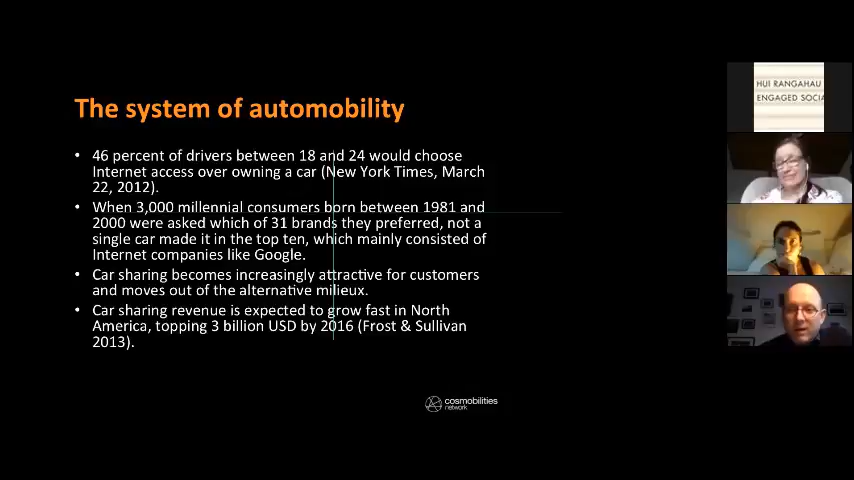 The system of automobility
• 46 percent of drivers between 18 and 24 would choose
Internet access over owning a car (New York Times, March
22, 2012).
• When 3,000 millennial consumers born between 1981 and
2000 were asked which of 31 brands they preferred, not a
single car made it in the top ten, which mainly consisted of
Internet companies like Google.
• Car sharing becomes increasingly attractive for customers
and moves out of the alternative milieux.
• Car sharing revenue is expected to grow fast in North
America, topping 3 billion USD by 2016 (Frost & Sullivan
2013).
cosmobilities
network
HUI RANGAHAU
ENGAGED SOCIA